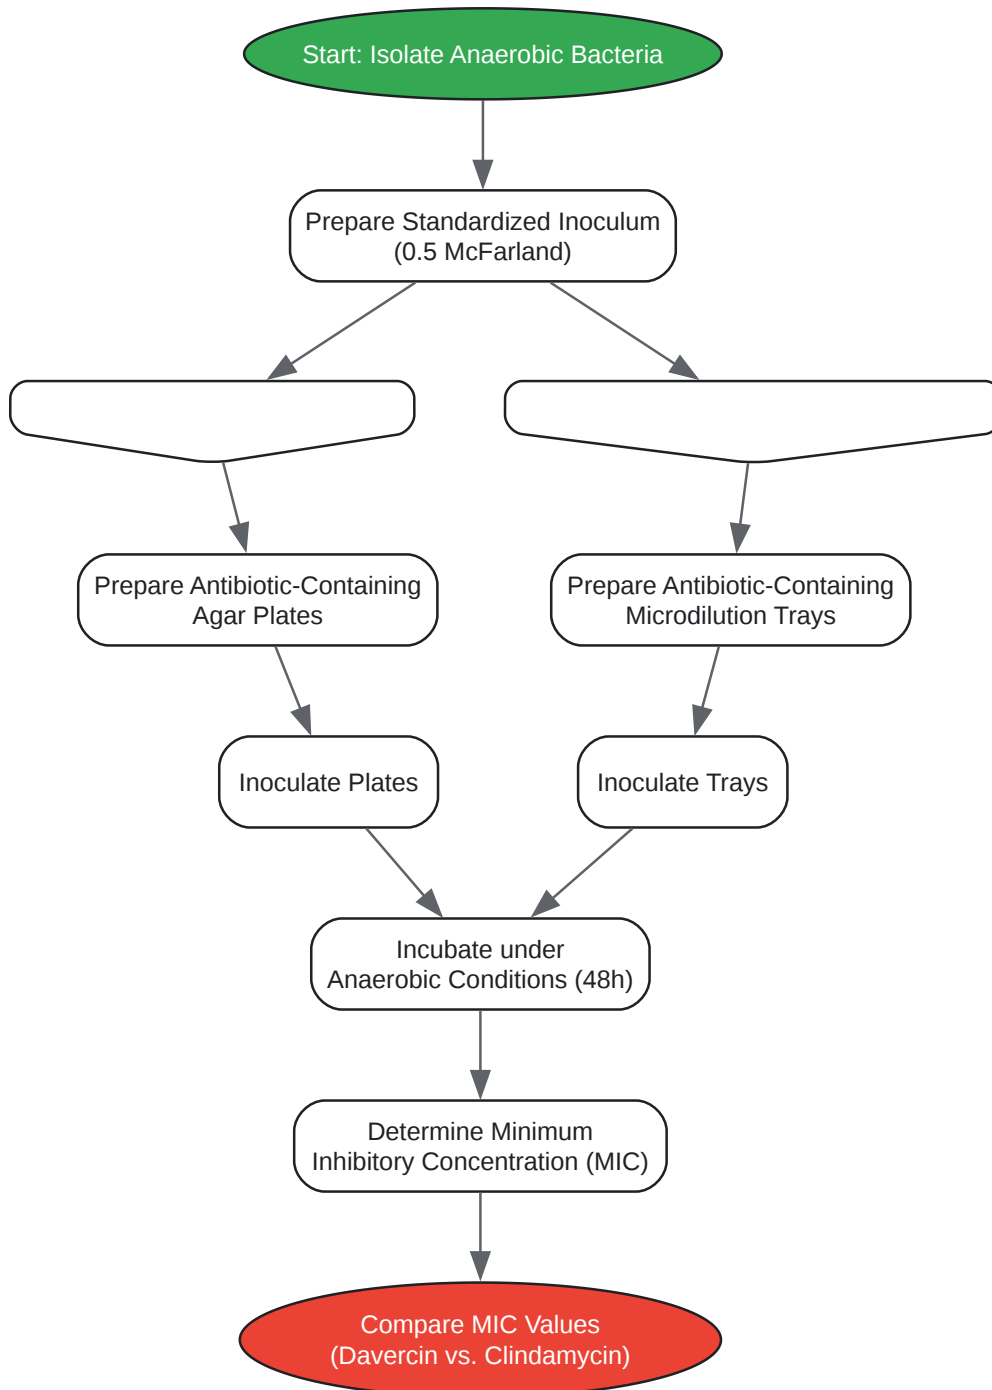 Start: Isolate Anaerobic Bacteria
Prepare Standardized Inoculum
(0.5 McFarland)
Prepare Antibiotic-Containing
Agar Plates
Prepare Antibiotic-Containing
Microdilution Trays
Inoculate Plates
Inoculate Trays
Incubate under
Anaerobic Conditions (48h)
Determine Minimum
Inhibitory Concentration (MIC)
Compare MIC Values
(Davercin vs. Clindamycin)